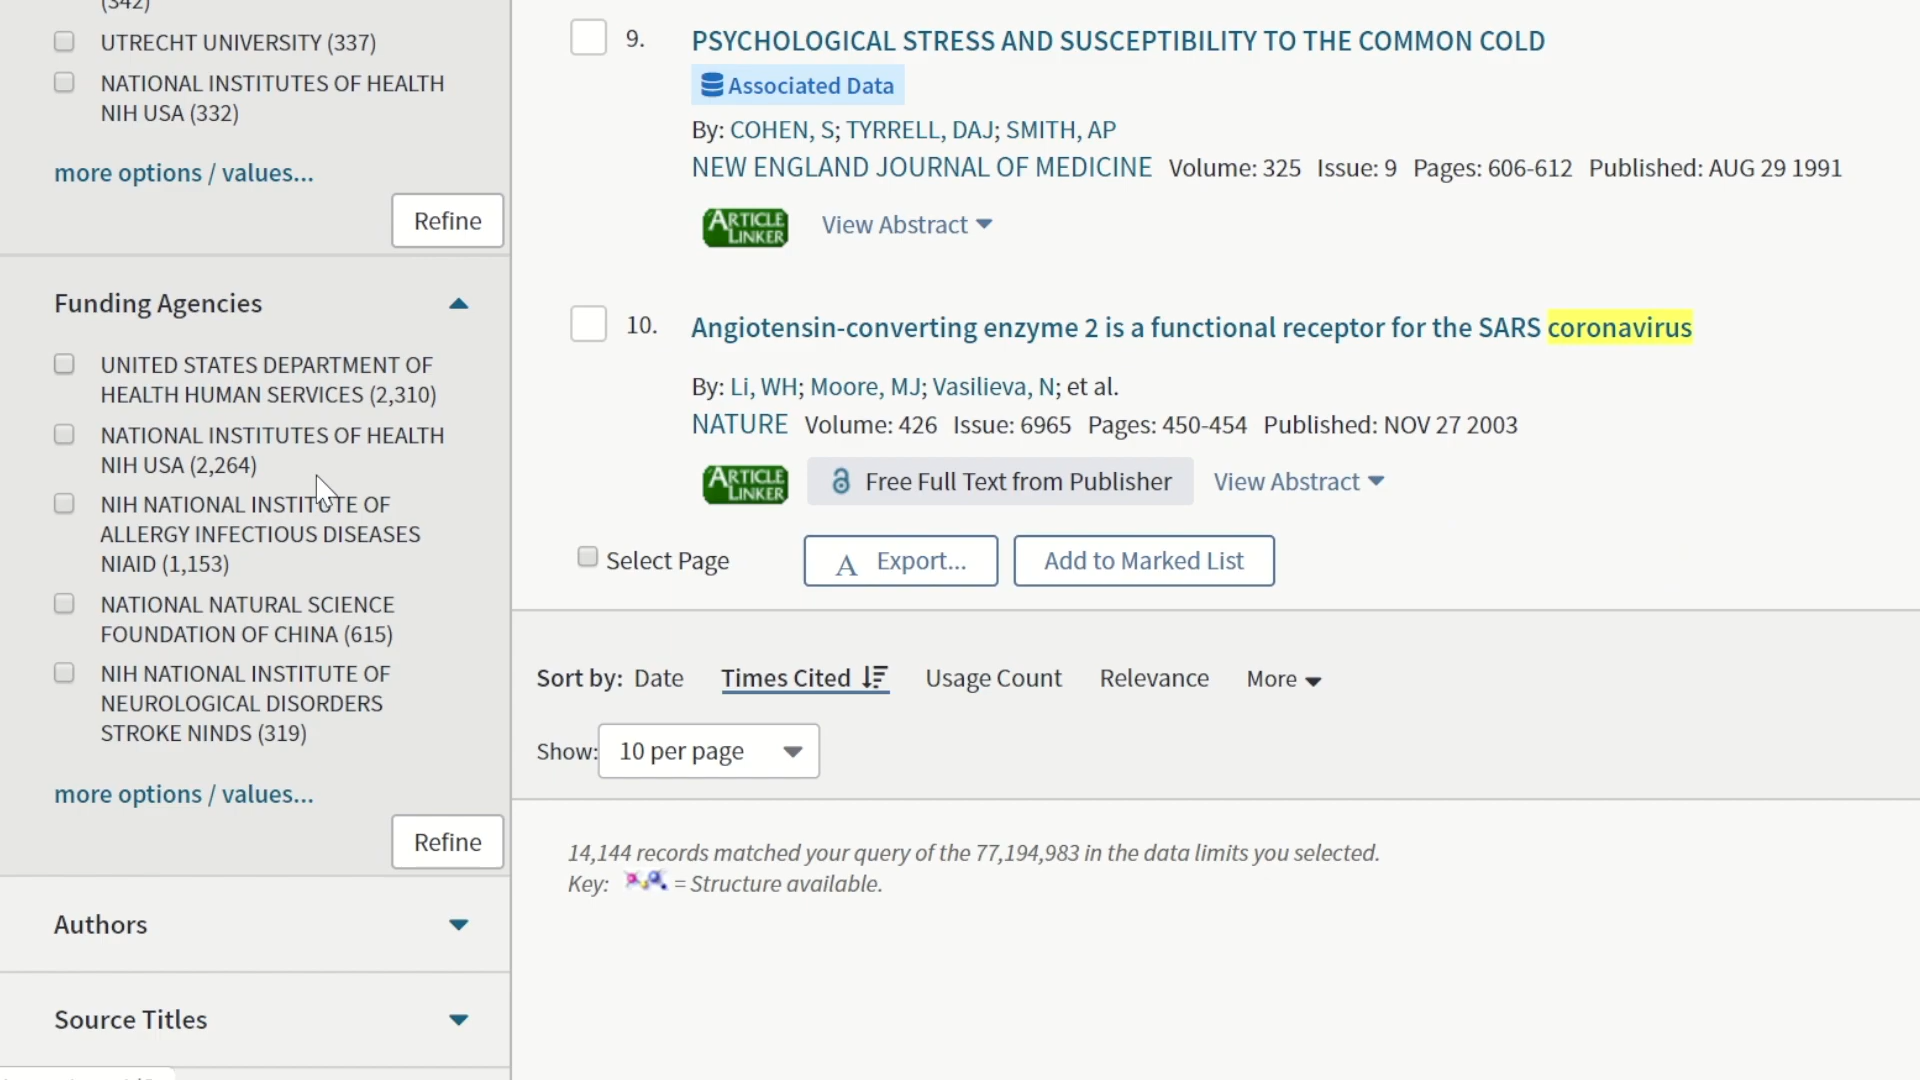 (342)
UTRECHT UNIVERSITY (337)
NATIONAL INSTITUTES OF HEALTH
NIH USA (332)
more options / values...
Refine
Funding Agencies
UNITED STATES DEPARTMENT OF
HEALTH HUMAN SERVICES (2,310)
NATIONAL INSTITUTES OF HEALTH
NIH USA (2,264)
NIH NATIONAL INSTITUTE OF
ALLERGY INFECTIOUS DISEASES
NIAID (1,153)
NATIONAL NATURAL SCIENCE
FOUNDATION OF CHINA (615)
NIH NATIONAL INSTITUTE OF
NEUROLOGICAL DISORDERS
STROKE NINDS (319)
more options / values...
Refine
Authors
Source Titles
9. PSYCHOLOGICAL STRESS AND SUSCEPTIBILITY TO THE COMMON COLD
Associated Data
By: COHEN, S; TYRRELL, DAJ; SMITH, AP
NEW ENGLAND JOURNAL OF MEDICINE Volume: 325 Issue: 9 Pages: 606-612 Published: AUG 29 1991
ARTICLE
LINKER
View Abstract
10. Angiotensin-converting enzyme 2 is a functional receptor for the SARS coronavirus
By: Li, WH; Moore, MJ; Vasilieva, N; et al.
NATURE Volume: 426 Issue: 6965 Pages: 450-454 Published: NOV 27 2003
ARTICLE
LINKER
Free Full Text from Publisher View Abstract
Select Page A Export... Add to Marked List
Sort by: Date Times Cited Usage Count Relevance More
Show: 10 per page
14,144 records matched your query of the 77,194,983 in the data limits you selected.
Key: = Structure available.